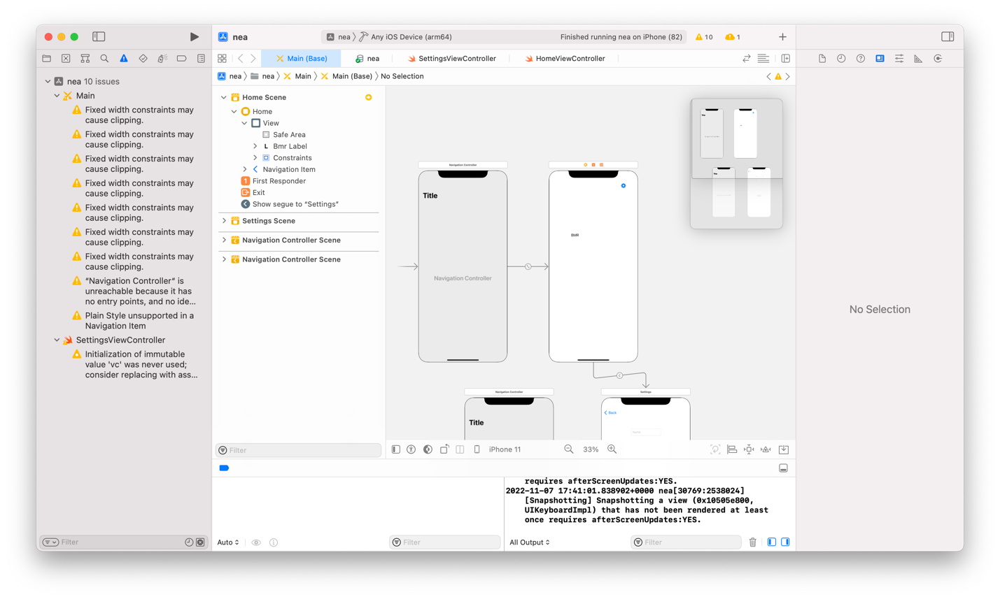 nea
nea
Any iOS Device (arm64)
Finished running nea on iPhone (82)
10
1
Main (Base)
nea
SettingsViewController
HomeViewController
nea
nea
Main
Main (Base)
No Selection
nea 10 issues
Main
Fixed width constraints may
cause clipping.
Fixed width constraints may
cause clipping.
Fixed width constraints may
cause clipping.
Fixed width constraints may
cause clipping.
Fixed width constraints may
cause clipping.
Fixed width constraints may
cause clipping.
Fixed width constraints may
cause clipping.
“Navigation Controller“ is
unreachable because it has
no entry points, and no ide...
Plain Style unsupported in a
Navigation Item
SettingsViewController
Initialization of immutable
value 'vc' was never used;
consider replacing with ass...
Filter
Home Scene
Home
View
Safe Area
L Bmr Label
Constraints
Navigation Item
1 First Responder
Exit
Show segue to “Settings”
Settings Scene
Navigation Controller Scene
Navigation Controller Scene
Filter
Navigation Controller
Title
Navigation Controller
BMR
Navigation Controller
Title
Settings
Back
iPhone 11
33%
No Selection
Auto
Filter
requires afterScreenUpdates:YES.
2022-11-07 17:41:01.838902+0000 nea[30769:2538024]
[Snapshotting] Snapshotting a view (0x10505e800,
UIKeyboardImpl) that has not been rendered at least
once requires afterScreenUpdates:YES.
All Output
Filter